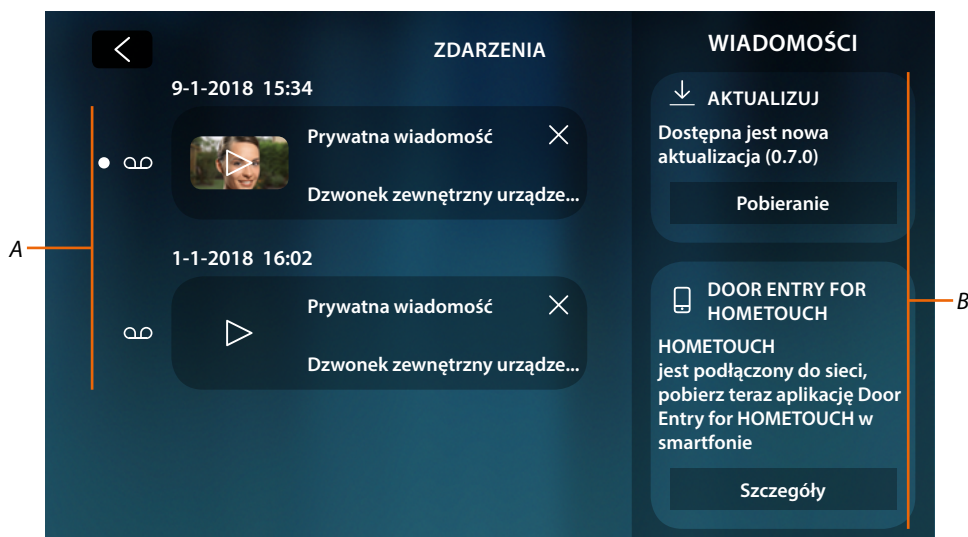 ZDARZENIA
9-1-2018 15:34
Prywatna wiadomość
Dzwonek zewnętrzny urządze...
1-1-2018 16:02
Prywatna wiadomość
Dzwonek zewnętrzny urządze...
A
WIADOMOŚCI
AKTUALIZUJ
Dostępna jest nowa
aktualizacja (0.7.0)
Pobieranie
DOOR ENTRY FOR
HOMETOUCH
HOMETOUCH
jest podłączony do sieci,
pobierz teraz aplikację Door
Entry for HOMETOUCH w
smartfonie
Szczegóły
B